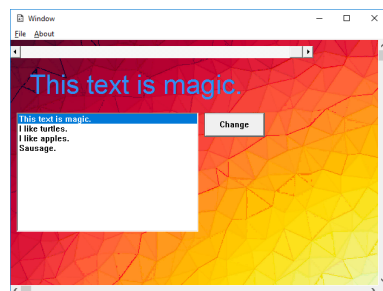 Window
File About
This text is magic.
This text is magic.
Change
I like turtles.
I like apples.
Sausage.